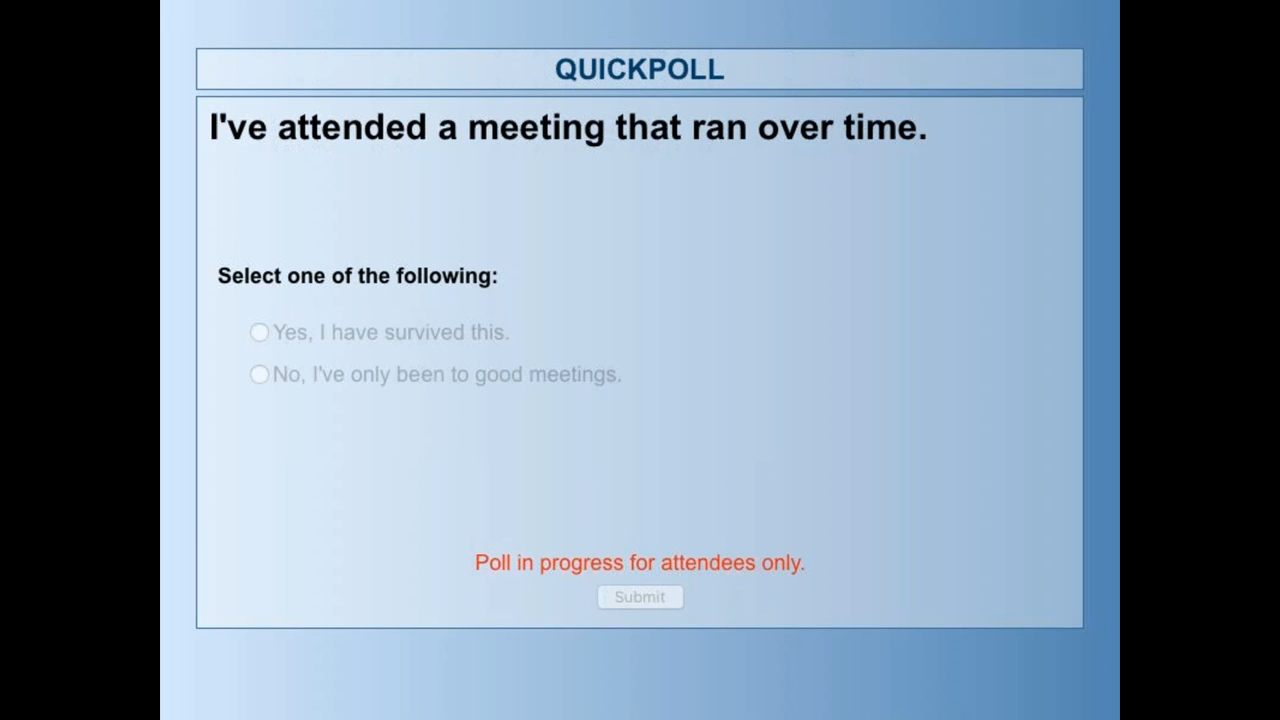 QUICKPOLL
I've attended a meeting that ran over time.
Select one of the following:
Yes, I have survived this.
No, I've only been to good meetings.
Poll in progress for attendees only.
Submit